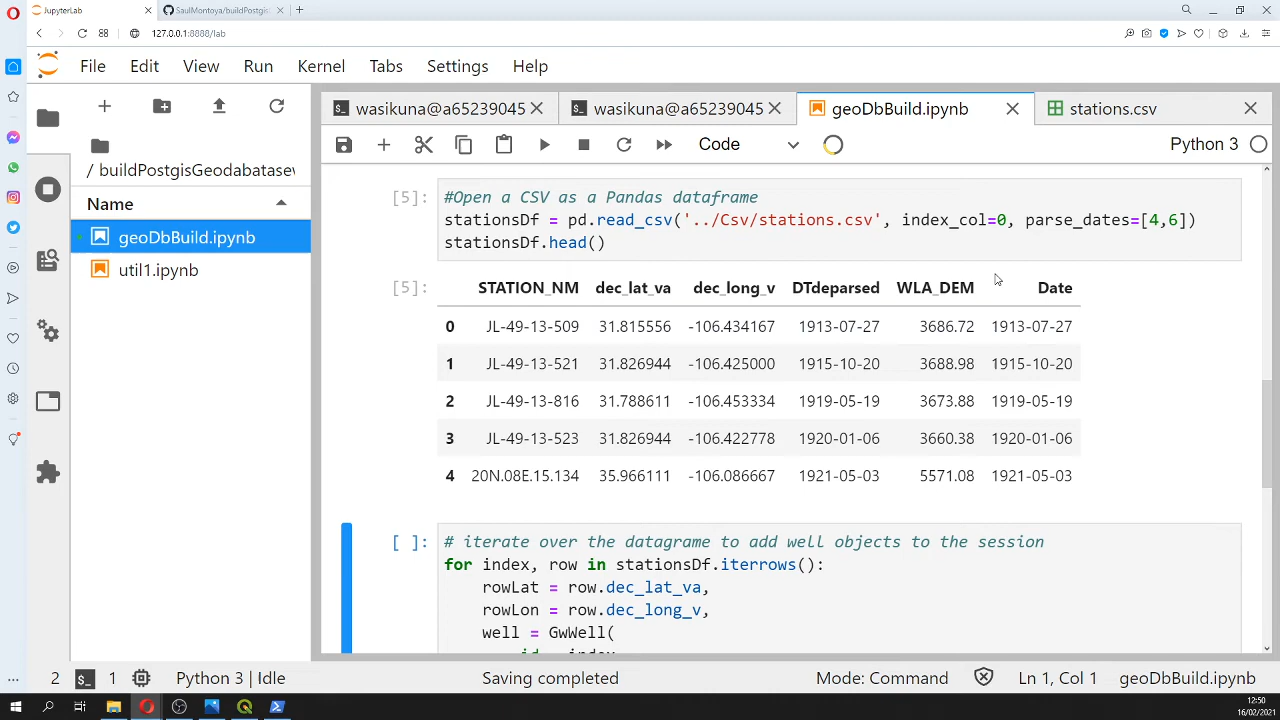 JupyterLab
SaulMontoya/buildPostgis
127.0.0.1:8888/lab
File Edit View Run Kernel Tabs Settings Help
wasikuna@a65239045
wasikuna@a65239045
geoDbBuild.ipynb
stations.csv
Code
Python 3
/ buildPostgisGeodabatasev
Name
geoDbBuild.ipynb
util1.ipynb
[5]: #Open a CSV as a Pandas dataframe
stationsDf = pd.read_csv('../Csv/stations.csv', index_col=0, parse_dates=[4,6])
stationsDf.head()
[5]: STATION_NM dec_lat_va dec_long_v DTdeparsed WLA_DEM Date
0 JL-49-13-509 31.815556 -106.434167 1913-07-27 3686.72 1913-07-27
1 JL-49-13-521 31.826944 -106.425000 1915-10-20 3688.98 1915-10-20
2 JL-49-13-816 31.788611 -106.453334 1919-05-19 3673.88 1919-05-19
3 JL-49-13-523 31.826944 -106.422778 1920-01-06 3660.38 1920-01-06
4 20N.08E.15.134 35.966111 -106.086667 1921-05-03 5571.08 1921-05-03
[ ]: # iterate over the datagrame to add well objects to the session
for index, row in stationsDf.iterrows():
rowLat = row.dec_lat_va,
rowLon = row.dec_long_v,
well = GwWell(
id = index
2 1 Python 3 | Idle Saving completed Mode: Command Ln 1, Col 1 geoDbBuild.ipynb
12:50
16/02/2021